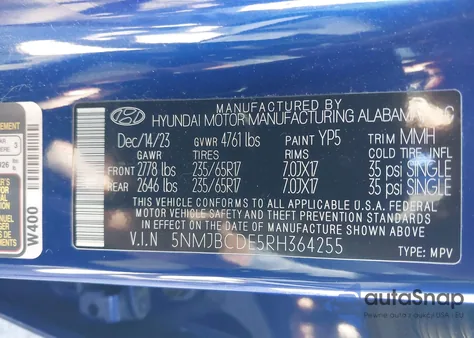 MANUFACTURED BY
HYUNDAI MOTOR MANUFACTURING ALABAMA
Dec/14/23 GVWR 4761 lbs PAINT YP5 TRIM MMH
GAWR TIRES RIMS COLD TIRE INFL
FRONT 2778 lbs 235/65R17 7.0JX17 35 psi SINGLE
REAR 2646 lbs 235/65R17 7.0JX17 35 psi SINGLE
THIS VEHICLE CONFORMS TO ALL APPLICABLE U.S.A. FEDERAL
MOTOR VEHICLE SAFETY AND THEFT PREVENTION STANDARDS
IN EFFECT ON THE DATE OF MANUFACTURE SHOWN ABOVE.
V.I.N 5NMJBCDE5RH364255
TYPE: MPV
W400
autoSnap